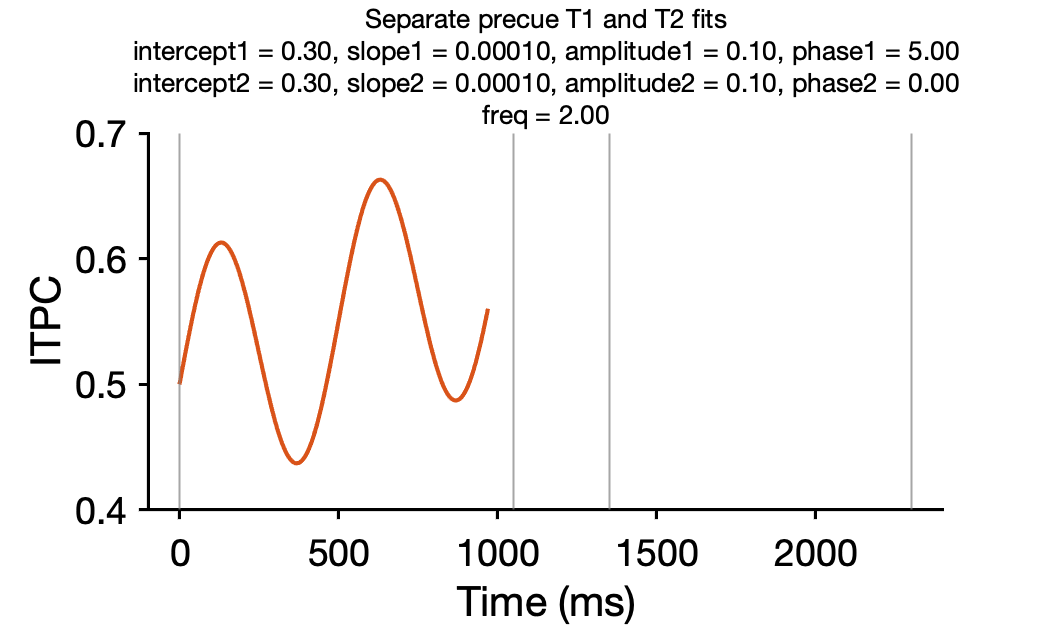 Separate precue T1 and T2 fits
intercept1 = 0.30, slope1 = 0.00010, amplitude1 = 0.10, phase1 = 5.00
intercept2 = 0.30, slope2 = 0.00010, amplitude2 = 0.10, phase2 = 0.00
freq = 2.00
0.7
0.6
0.5
0.4
ITPC
0 500 1000 1500 2000
Time (ms)